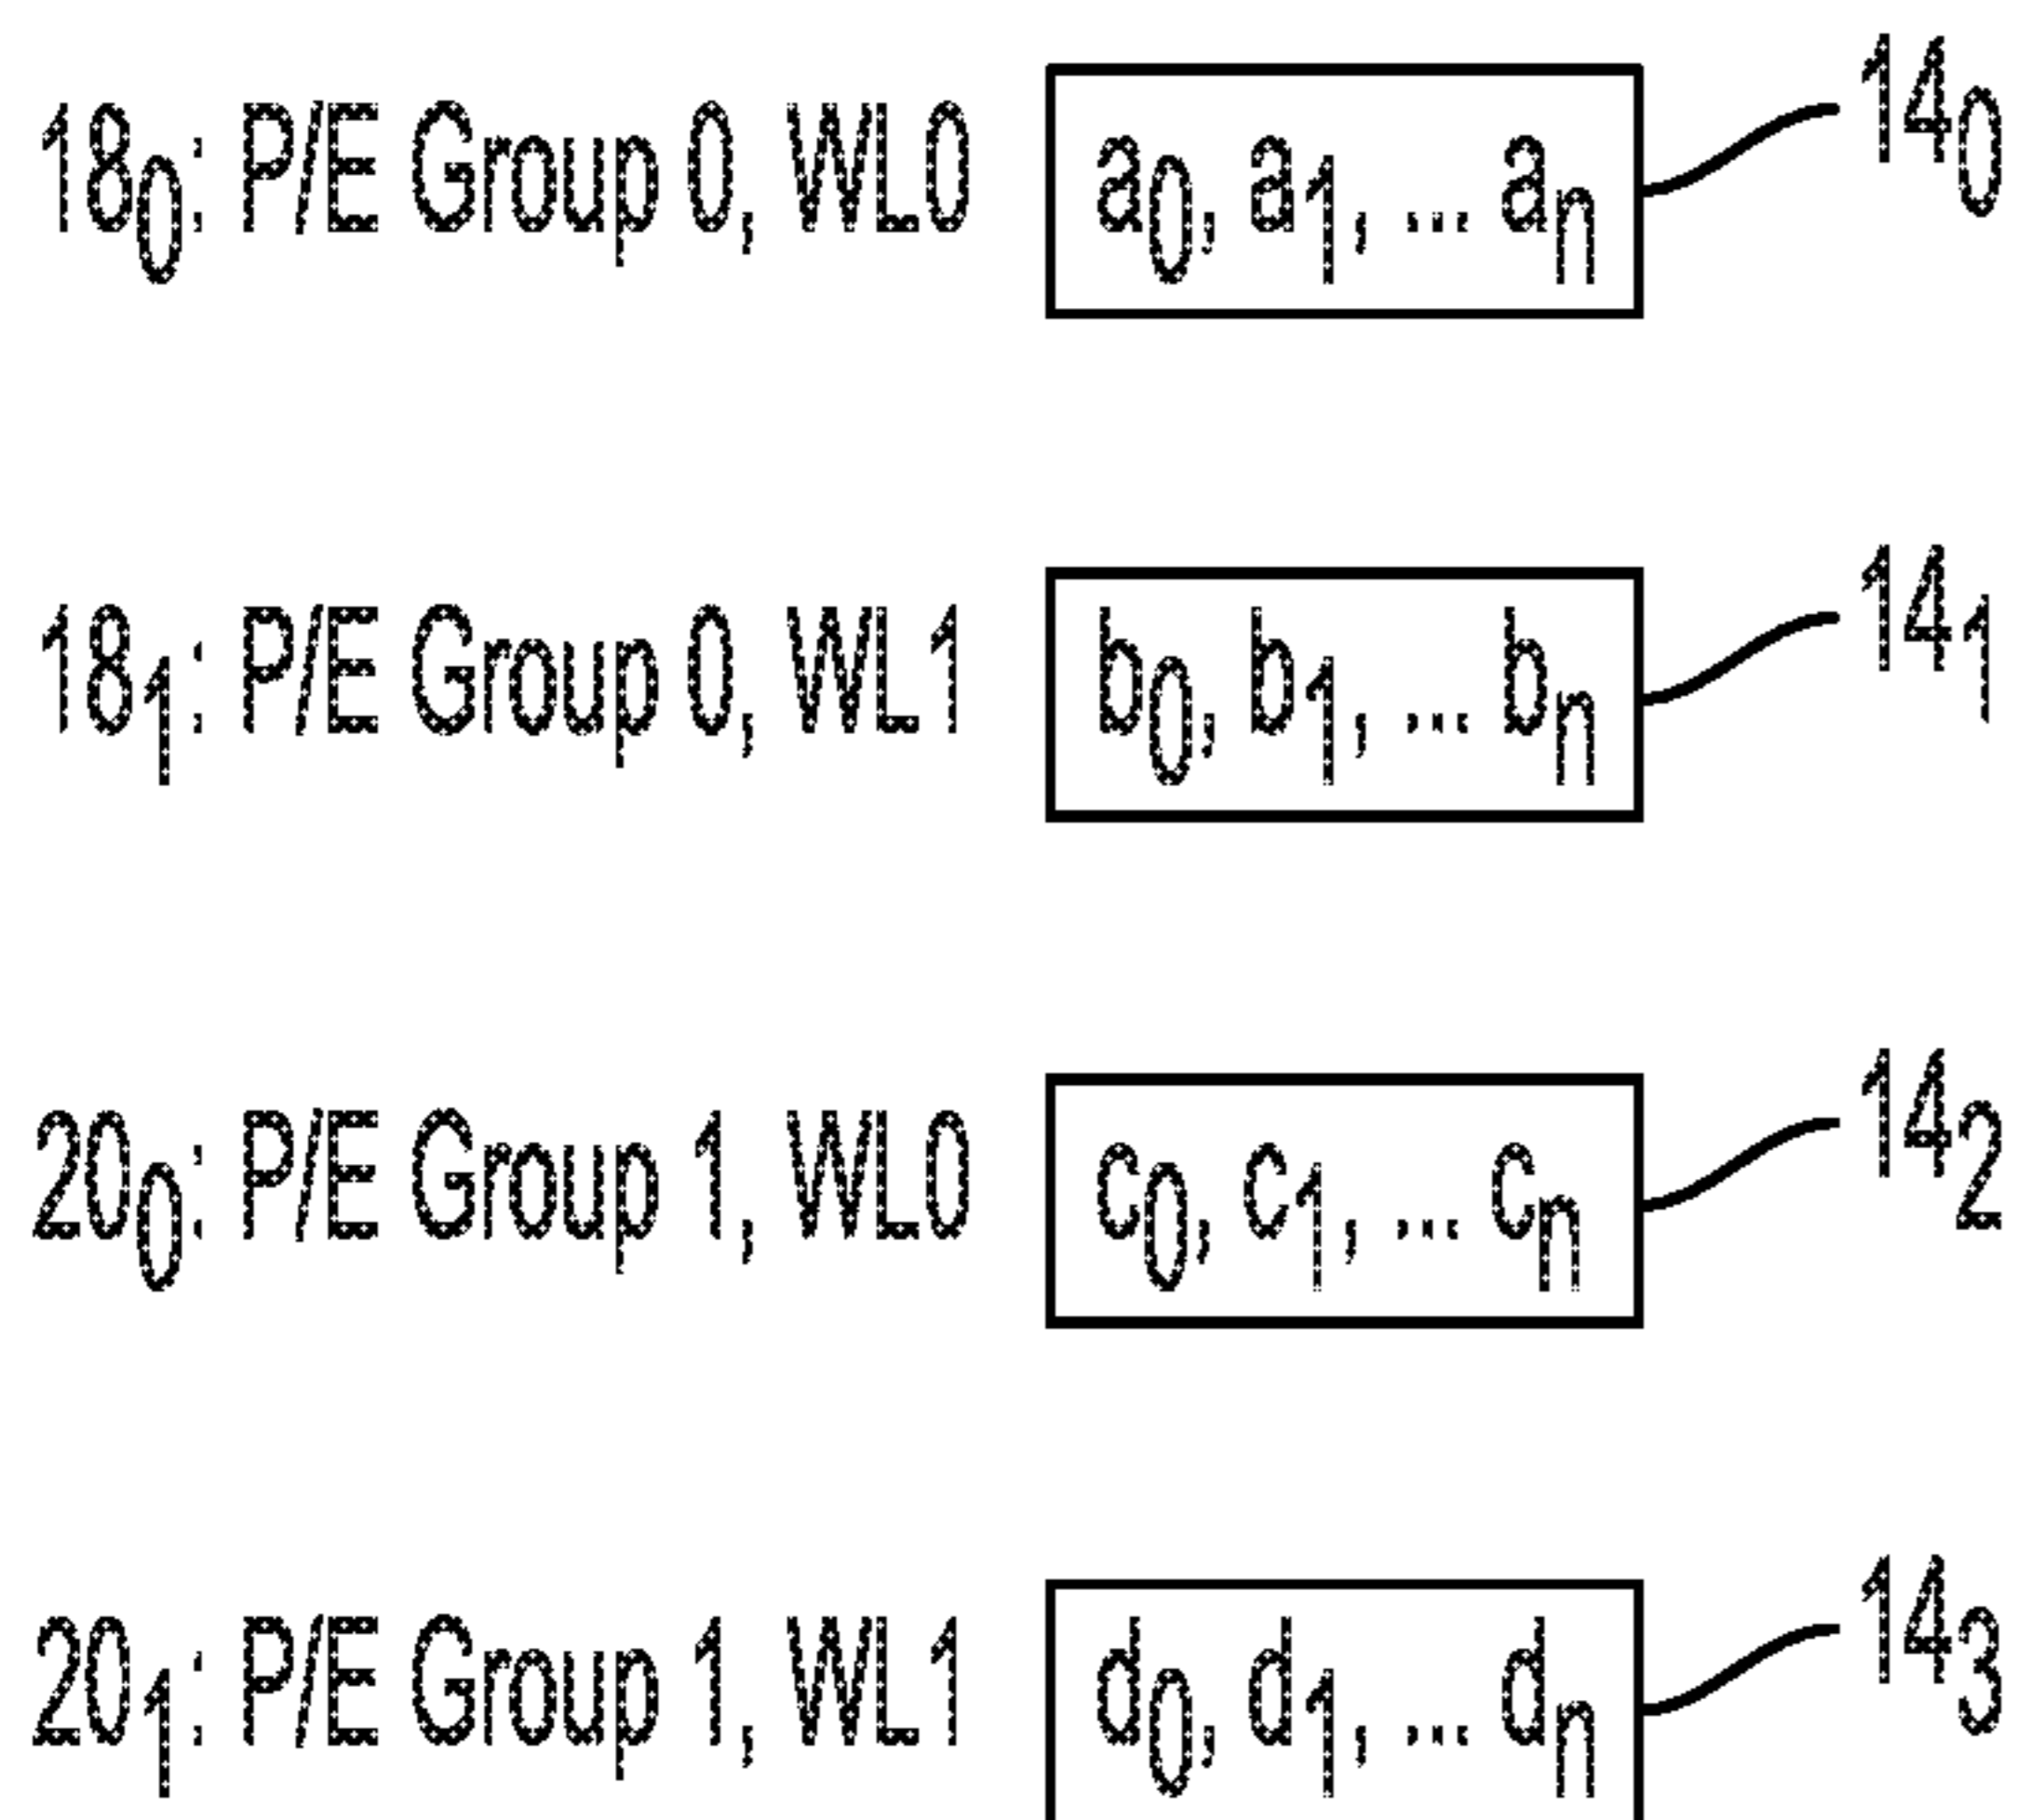 18₀: P/E Group 0, WL0 a₀, a₁, ... aₙ 14₀
18₁: P/E Group 0, WL1 b₀, b₁, ... bₙ 14₁
20₀: P/E Group 1, WL0 c₀, c₁, ... cₙ 14₂
20₁: P/E Group 1, WL1 d₀, d₁, ... dₙ 14₃